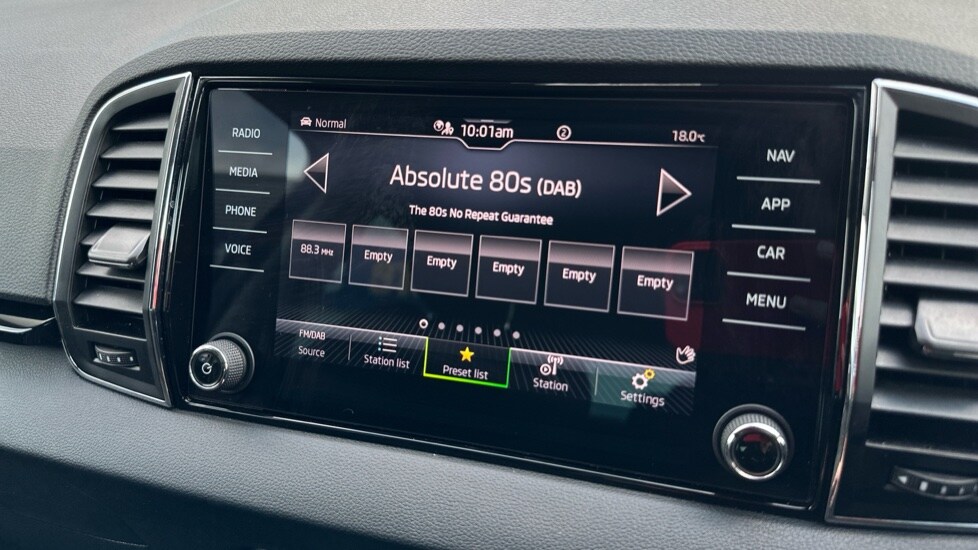 RADIO
MEDIA
PHONE
VOICE
Normal
10:01am
2
18.0°C
Absolute 80s (DAB)
The 80s No Repeat Guarantee
88.3 MHz
Empty
Empty
Empty
Empty
Empty
FM/DAB
Source
Station list
Preset list
Station
Settings
NAV
APP
CAR
MENU